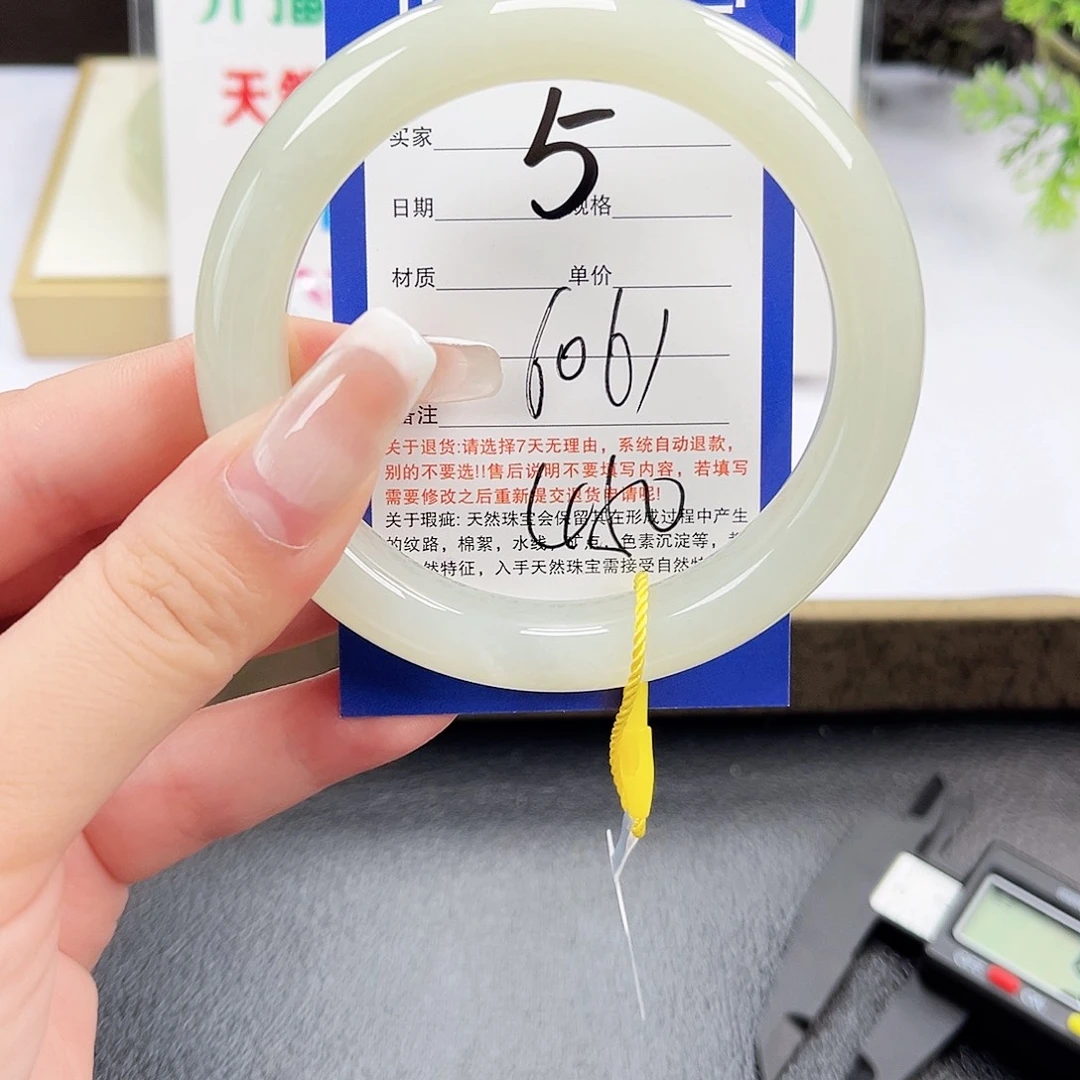 天然
5
买家
日期 规格
材质 单价
6061
备注
关于退货:请选择7天无理由，系统自动退款，
别的不要选!!售后说明不要填写内容，若填写
需要修改之后重新提交退货申请呢!
关于瑕疵: 天然珠宝会保留其在形成过程中产生
的纹路，棉絮，水线，矿点，色素沉淀等，
然特征，入手天然珠宝需接受自然特